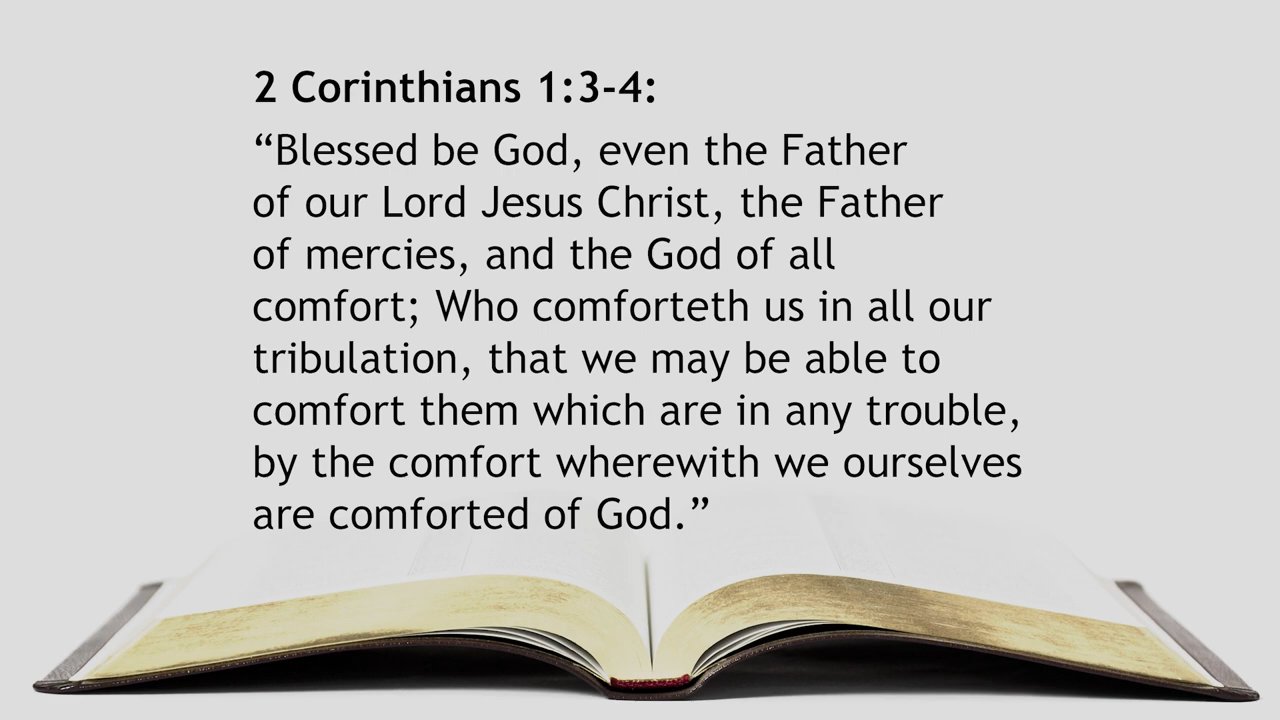 2 Corinthians 1:3-4:
“Blessed be God, even the Father
of our Lord Jesus Christ, the Father
of mercies, and the God of all
comfort; Who comforteth us in all our
tribulation, that we may be able to
comfort them which are in any trouble,
by the comfort wherewith we ourselves
are comforted of God.”